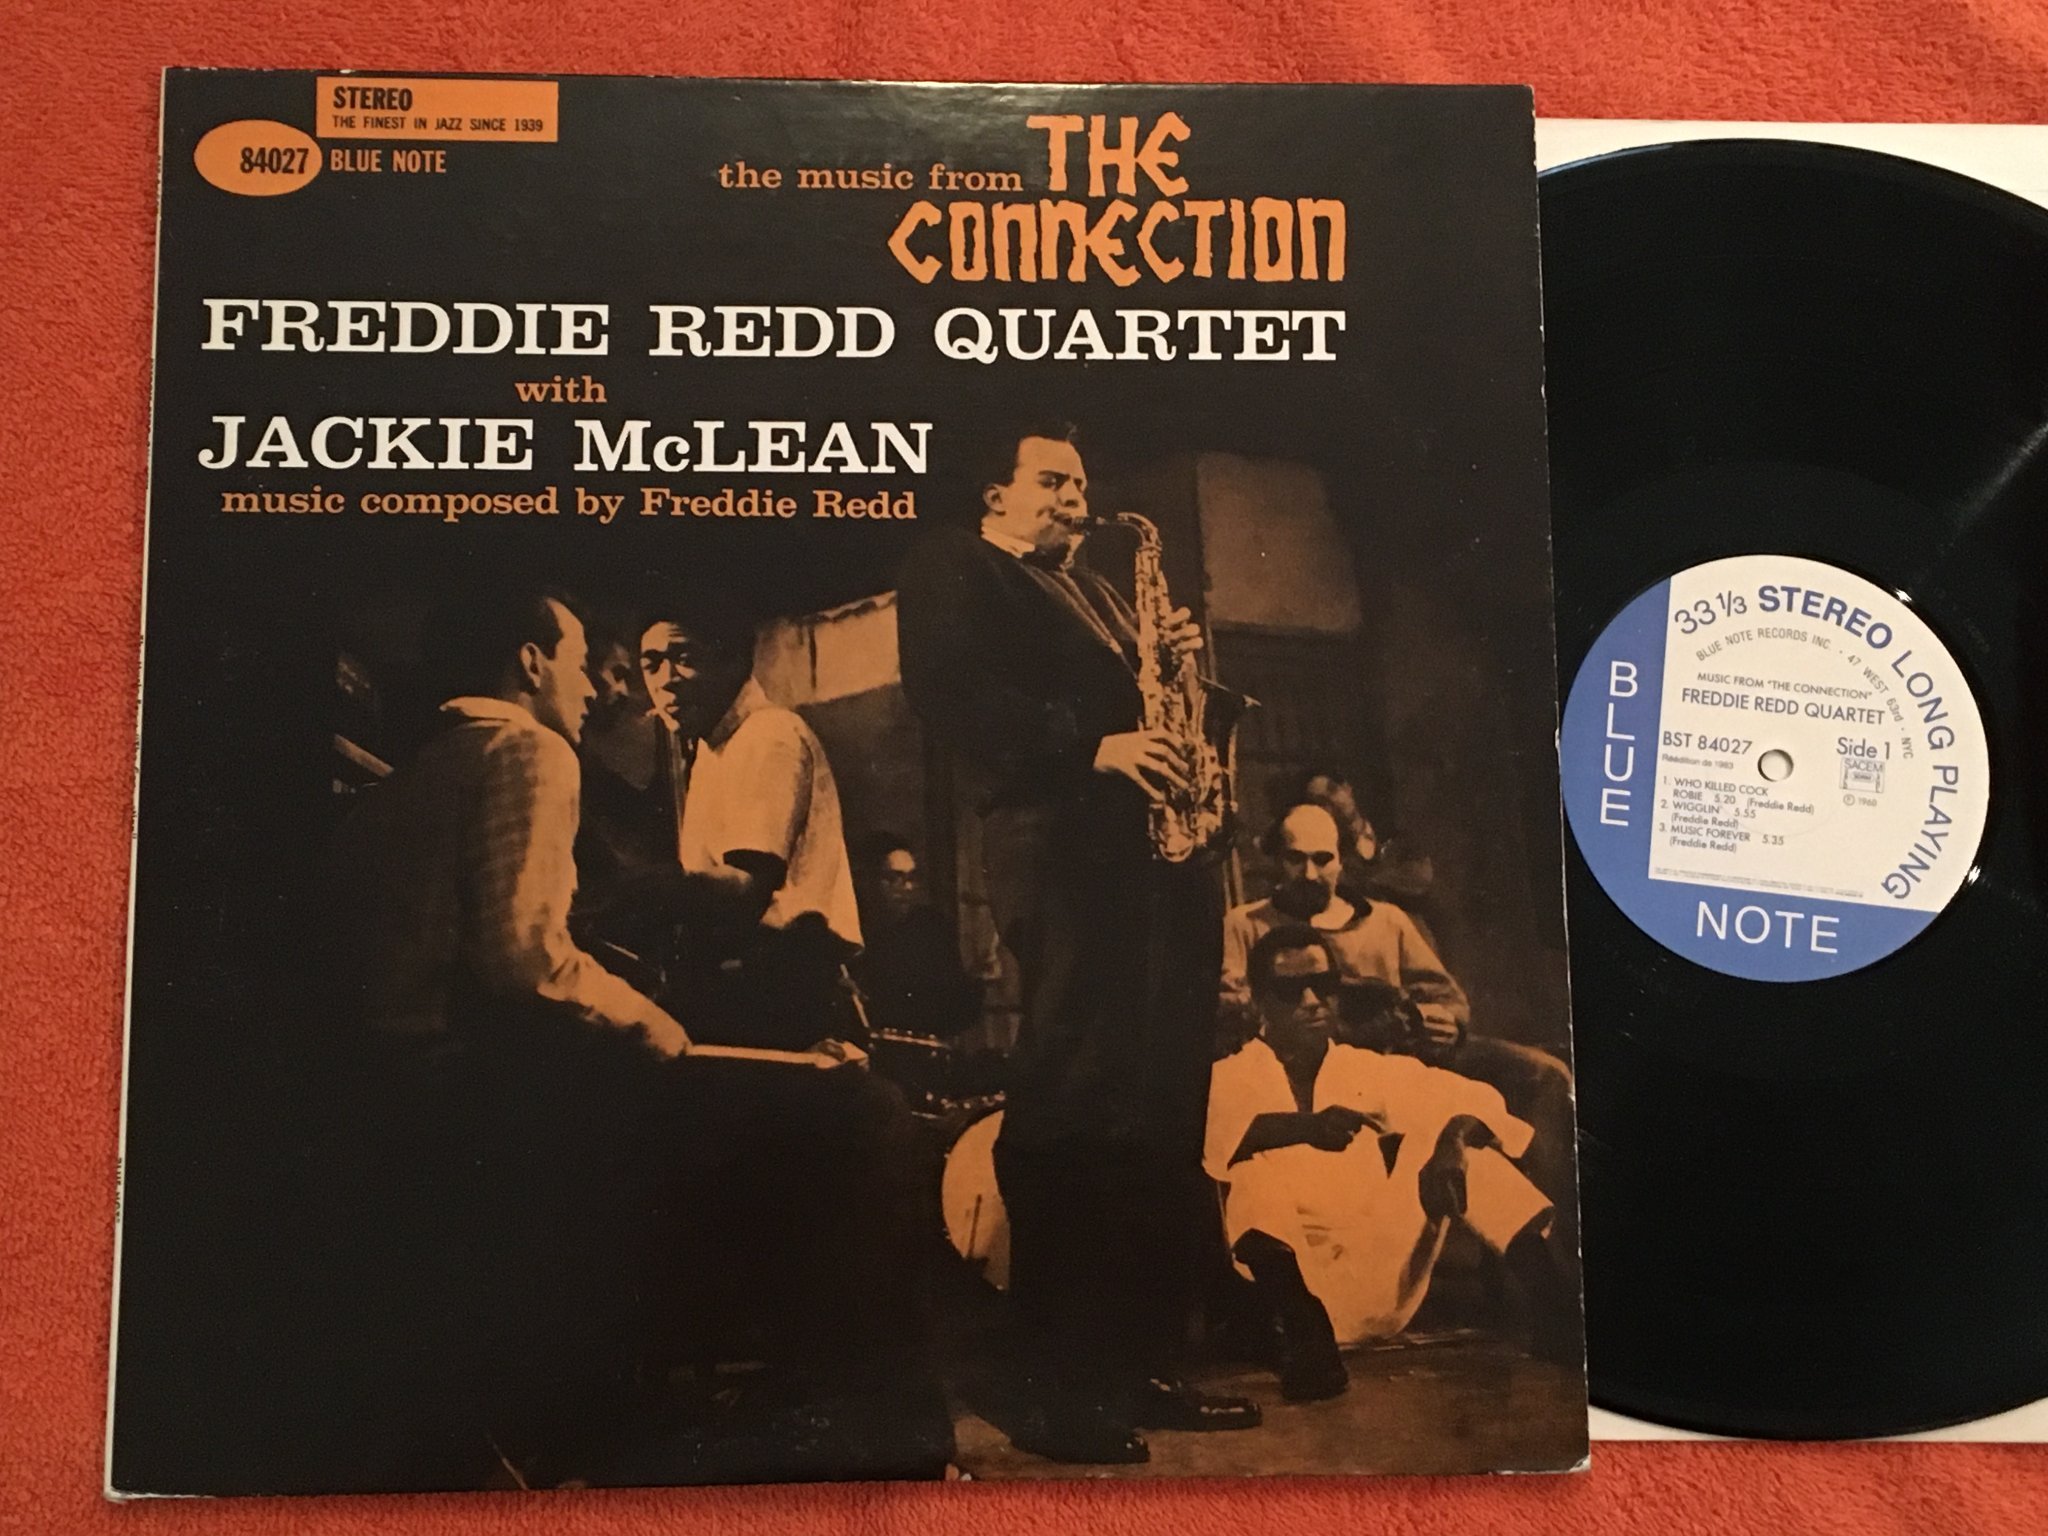 STEREO
THE FINEST IN JAZZ SINCE 1939
84027 BLUE NOTE
the music from THE
CONNECTION
FREDDIE REDD QUARTET
with
JACKIE McLEAN
music composed by Freddie Redd
33 1/3 STEREO LONG PLAYING
BLUE NOTE RECORDS INC. · 47 WEST 63rd · NYC
MUSIC FROM "THE CONNECTION"
FREDDIE REDD QUARTET
BST 84027 Side 1
Réédition de 1983
SACEM
℗ 1960
1. WHO KILLED COCK
ROBIE 5.20 (Freddie Redd)
2. WIGGLIN' 5.55
(Freddie Redd)
3. MUSIC FOREVER 5.35
(Freddie Redd)
BLUE
NOTE